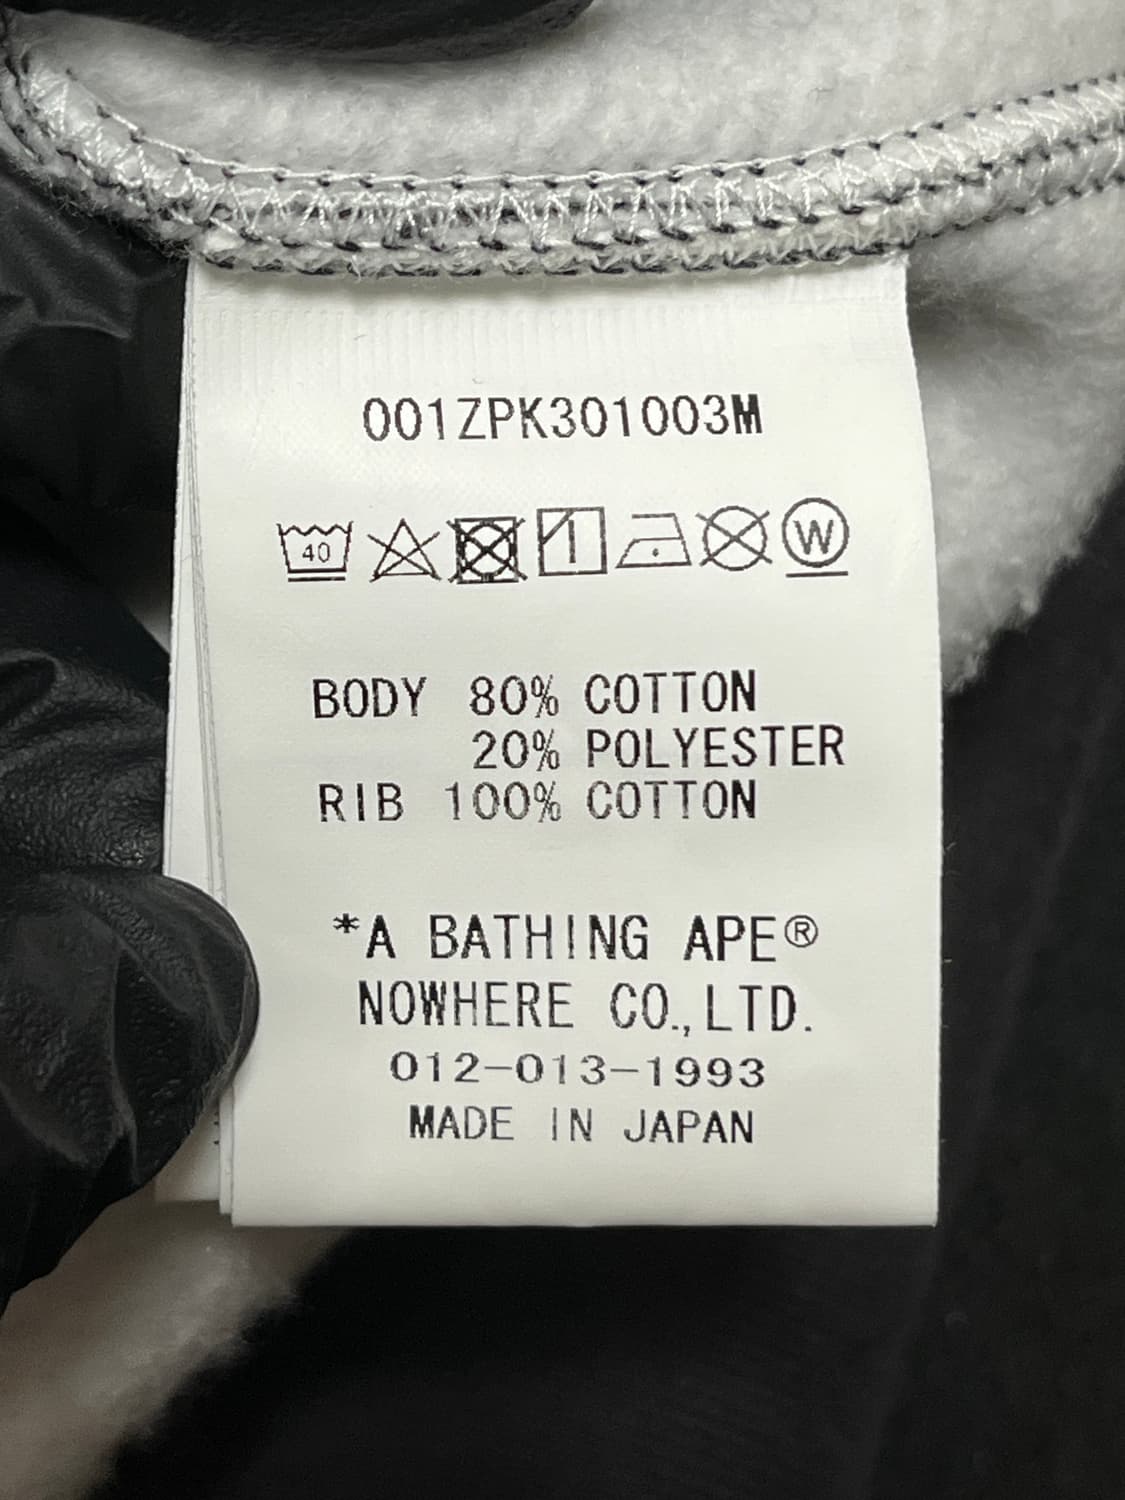 001ZPK301003M
40
W
BODY 80% COTTON
20% POLYESTER
RIB 100% COTTON
*A BATHING APE®
NOWHERE CO.,LTD.
012-013-1993
MADE IN JAPAN